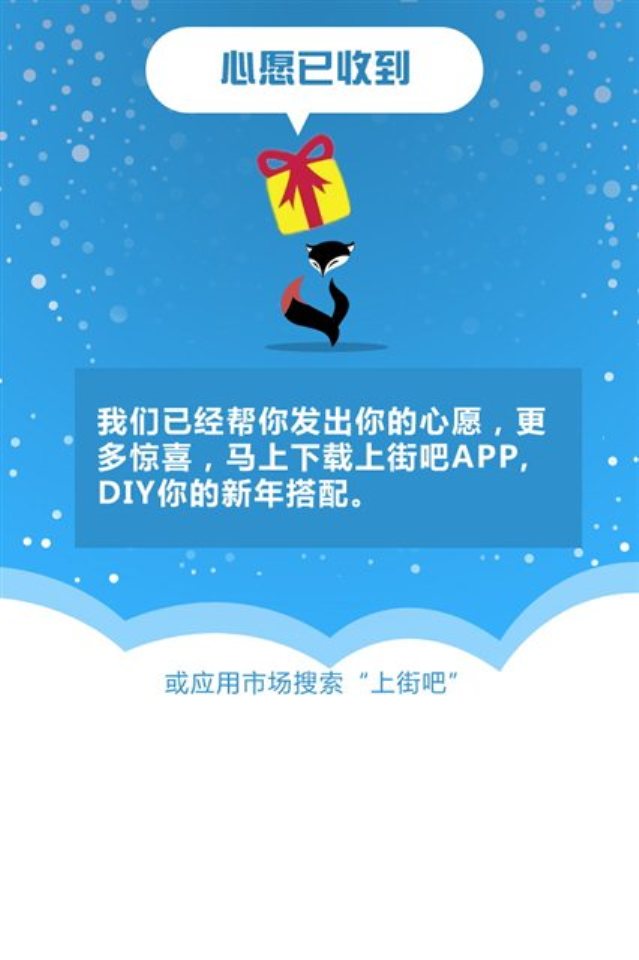 心愿已收到
我们已经帮你发出你的心愿，更
多惊喜，马上下载上街吧APP,
DIY你的新年搭配。
或应用市场搜索“上街吧”